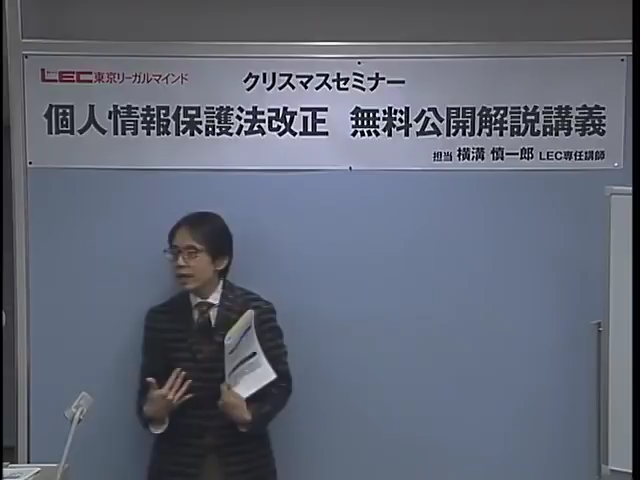 LEC東京リーガルマインド クリスマスセミナー
個人情報保護法改正 無料公開解説講義
担当 横溝 慎一郎 LEC専任講師